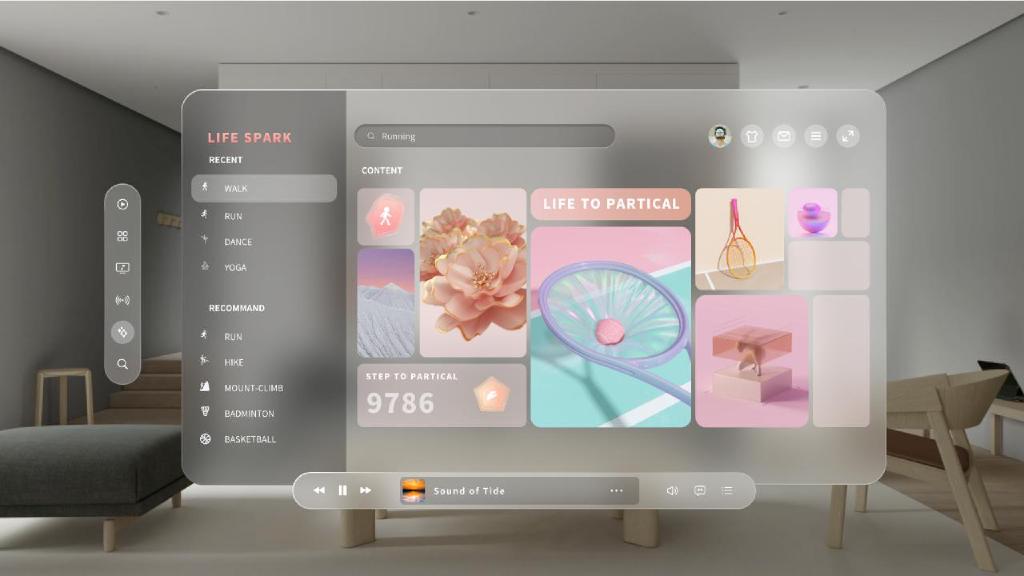 LIFE SPARK
RECENT
WALK
RUN
DANCE
YOGA
RECOMMAND
RUN
HIKE
MOUNT-CLIMB
BADMINTON
BASKETBALL
Running
CONTENT
LIFE TO PARTICAL
STEP TO PARTICAL
9786
Sound of Tide